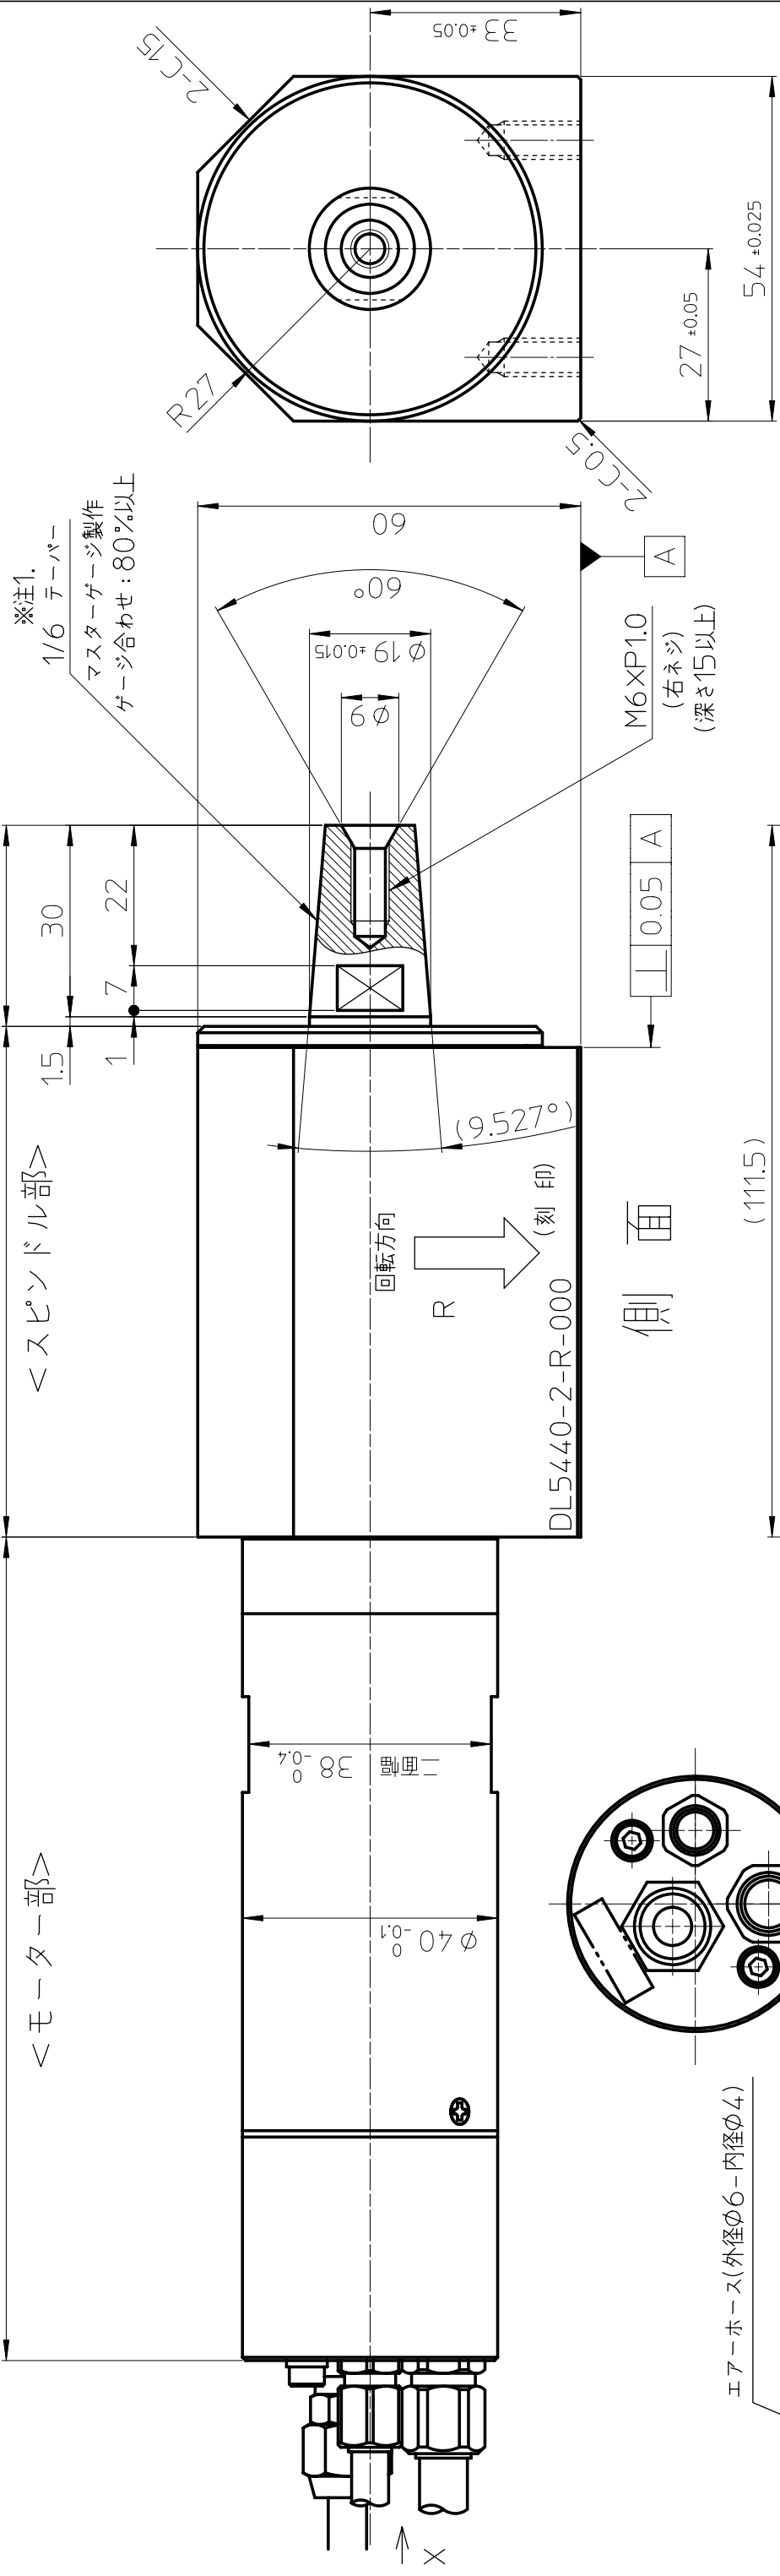 <モーター部>
<スピンドル部>
1.5
30
1
7
22
※注1.
1/6 テーパー
マスターゲージ製作
ゲージ合わせ：80%以上
2-C15
R27
33 ±0.05
27 ±0.05
54 ±0.025
2-C0.5
60
60°
φ19 ±0.015
φ9
A
M6×P1.0
(右ネジ)
(深さ15以上)
⊥ 0.05 A
(9.527°)
回転方向
R
(刻 印)
DL5440-2-R-000
側 面
(111.5)
二面幅 38 0 -0.4
φ40 0 -0.1
エアーホース(外径φ6-内径φ4)
X